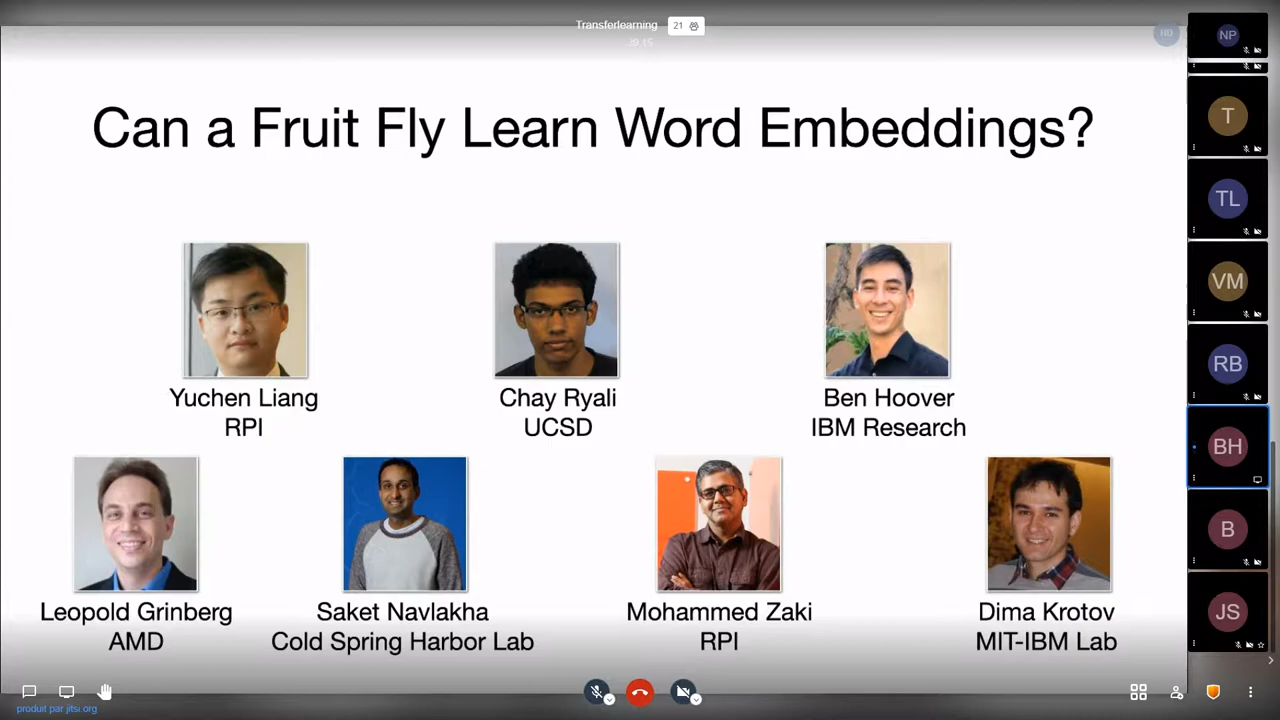 Transferlearning 21
39:15
HD
NP
Can a Fruit Fly Learn Word Embeddings?
T
TL
VM
RB
BH
B
JS
Yuchen Liang
RPI
Chay Ryali
UCSD
Ben Hoover
IBM Research
Leopold Grinberg
AMD
Saket Navlakha
Cold Spring Harbor Lab
Mohammed Zaki
RPI
Dima Krotov
MIT-IBM Lab
produit par jitsi.org